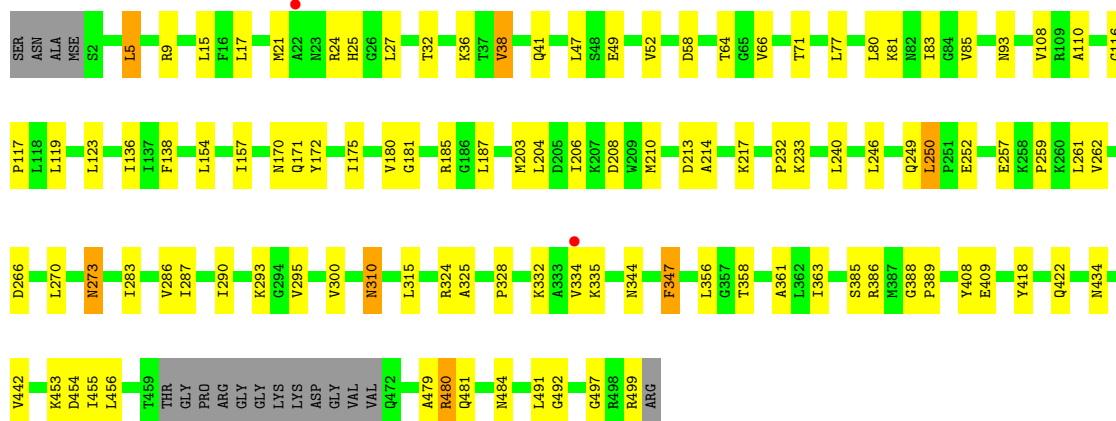 SER ASN ALA MSE S2 L5 R9 L15 F16 L17 M21 A22 N23 R24 H25 G26 L27 T32 K36 T37 V38 Q41 L47 S48 E49 V52 D58 T64 G65 V66 T71 L77 L80 K81 N82 I83 G84 V85 N93 V108 R109 A110 G116
P117 L118 L119 L123 I136 I137 F138 L154 I157 N170 Q171 Y172 I175 V180 G181 R185 G186 L187 M203 L204 D205 I206 K207 D208 W209 M210 D213 A214 K217 P232 K233 L240 L246 Q249 L250 P251 E252 E257 K258 P259 K260 L261 V262
D266 L270 N273 I283 V286 I287 I290 K293 G294 V295 V300 N310 L315 R324 A325 P328 K332 A333 V334 K335 N344 F347 L356 G357 T358 A361 L362 I363 S385 R386 M387 G388 P389 Y408 E409 Y418 Q422 N434
V442 K453 D454 I455 L456 T459 THR GLY PRO ARG GLY GLY LYS LYS ASP GLY VAL VAL Q472 A479 R480 Q481 N484 L491 G492 G497 R498 R499 ARG